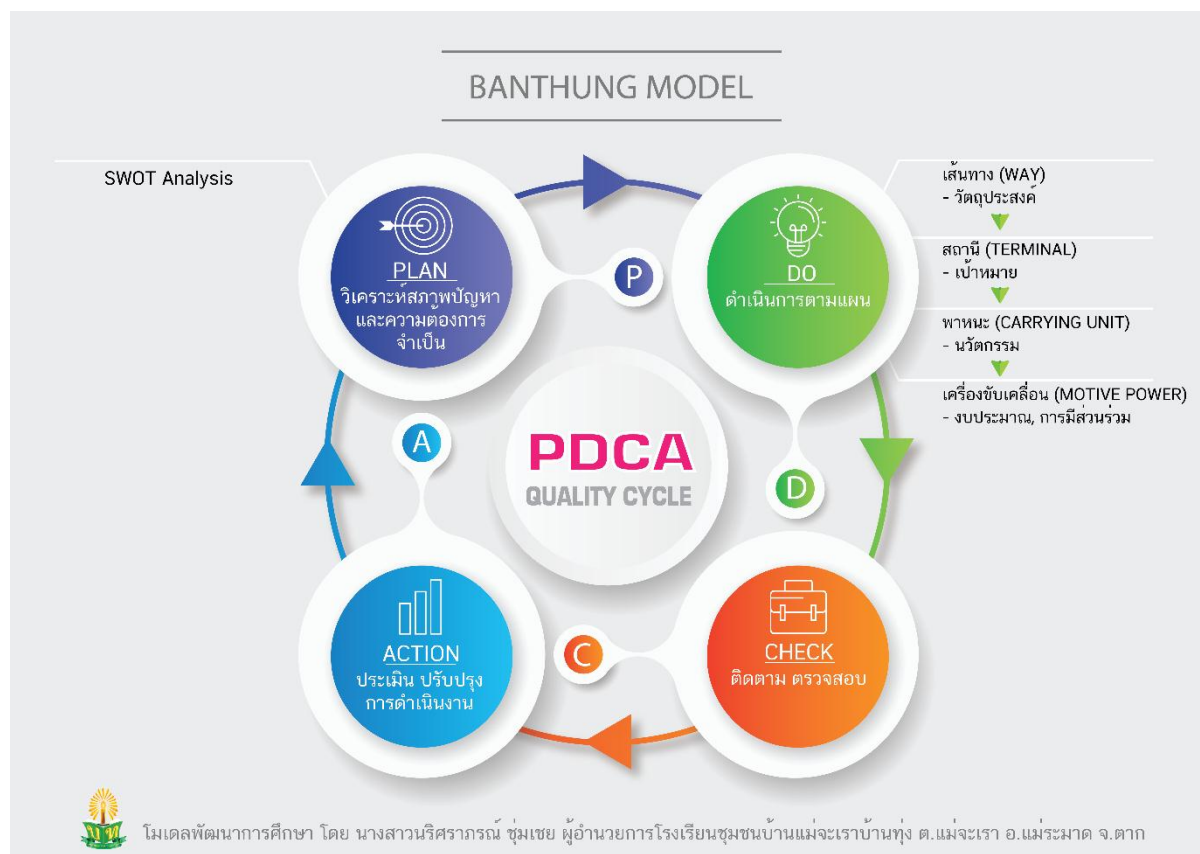 BANTHUNG MODEL
SWOT Analysis
PLAN
วิเคราะห์สภาพปัญหา
และความต้องการ
จำเป็น
P
DO
ดำเนินการตามแผน
เส้นทาง (WAY)
- วัตถุประสงค์
สถานี (TERMINAL)
- เป้าหมาย
พาหนะ (CARRYING UNIT)
- นวัตกรรม
เครื่องขับเคลื่อน (MOTIVE POWER)
- งบประมาณ, การมีส่วนร่วม
A
PDCA
QUALITY CYCLE
D
ACTION
ประเมิน ปรับปรุง
การดำเนินงาน
C
CHECK
ติดตาม ตรวจสอบ
บ ท
โมเดลพัฒนาการศึกษา โดย นางสาวนริศราภรณ์ ชุ่มเชย ผู้อำนวยการโรงเรียนชุมชนบ้านแม่จะเราบ้านทุ่ง ต.แม่จะเรา อ.แม่ระมาด จ.ตาก